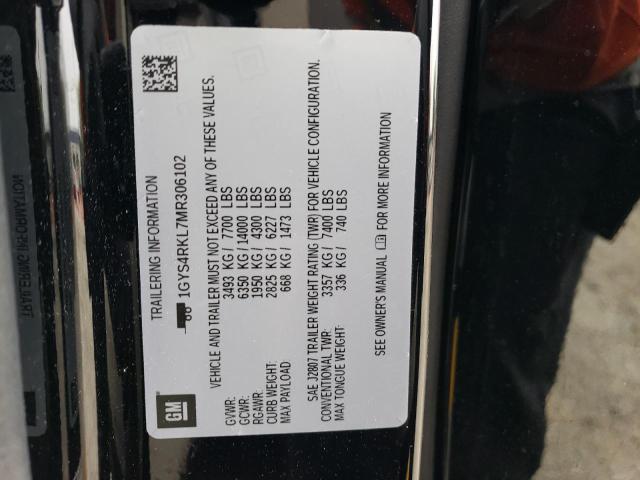 GM
TRAILERING INFORMATION
1GYS4RKL7MR306102
VEHICLE AND TRAILER MUST NOT EXCEED ANY OF THESE VALUES.
GVWR: 3493 KG / 7700 LBS
GCWR: 6350 KG / 14000 LBS
RGAWR: 1950 KG / 4300 LBS
CURB WEIGHT: 2825 KG / 6227 LBS
MAX PAYLOAD: 668 KG / 1473 LBS
SAE J2807 TRAILER WEIGHT RATING (TWR) FOR VEHICLE CONFIGURATION.
CONVENTIONAL TWR: 3357 KG / 7400 LBS
MAX TONGUE WEIGHT: 336 KG / 740 LBS
SEE OWNER'S MANUAL FOR MORE INFORMATION
TRAILERING INFORMATION